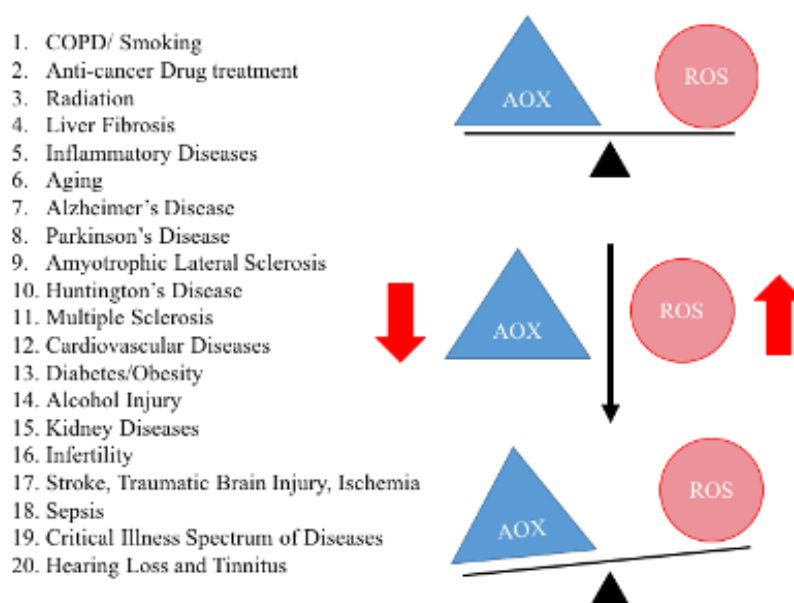 1. COPD/ Smoking
2. Anti-cancer Drug treatment
3. Radiation
4. Liver Fibrosis
5. Inflammatory Diseases
6. Aging
7. Alzheimer's Disease
8. Parkinson's Disease
9. Amyotrophic Lateral Sclerosis
10. Huntington's Disease
11. Multiple Sclerosis
12. Cardiovascular Diseases
13. Diabetes/Obesity
14. Alcohol Injury
15. Kidney Diseases
16. Infertility
17. Stroke, Traumatic Brain Injury, Ischemia
18. Sepsis
19. Critical Illness Spectrum of Diseases
20. Hearing Loss and Tinnitus
AOX
ROS
AOX
ROS
AOX
ROS